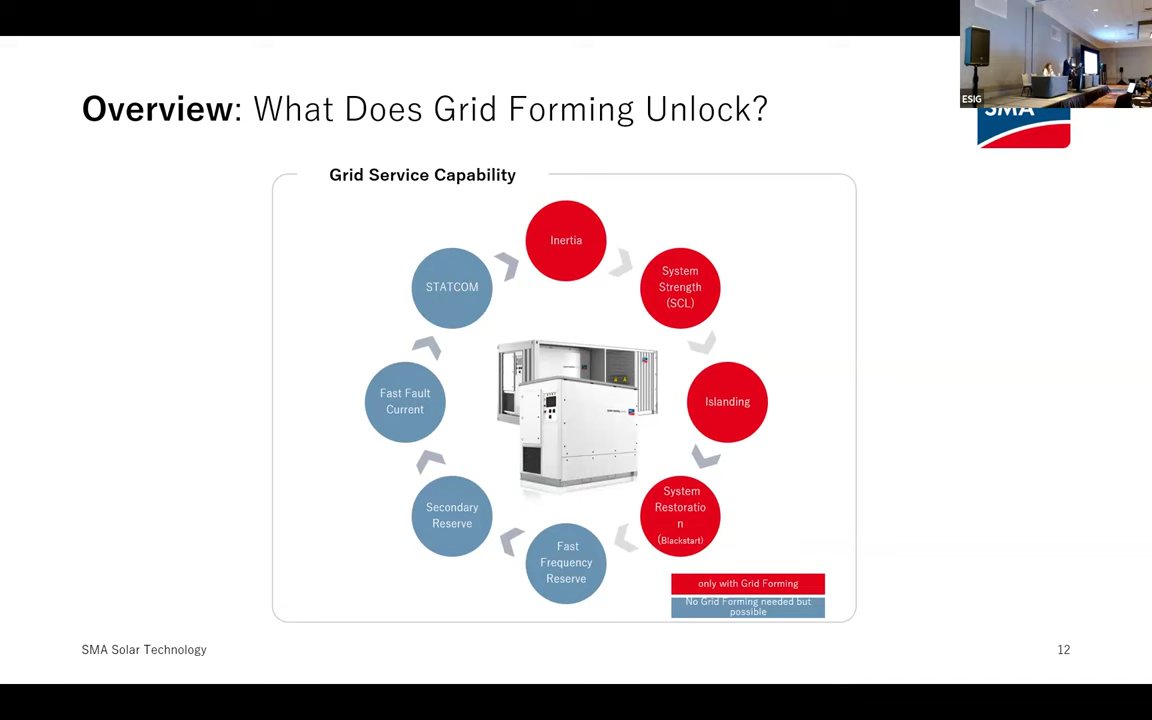 ESIG
SMA
Overview: What Does Grid Forming Unlock?
Grid Service Capability
Inertia
System
Strength
(SCL)
Islanding
System
Restoratio
n
(Blackstart)
Fast
Frequency
Reserve
Secondary
Reserve
Fast Fault
Current
STATCOM
only with Grid Forming
No Grid Forming needed but
possible
SMA Solar Technology
12